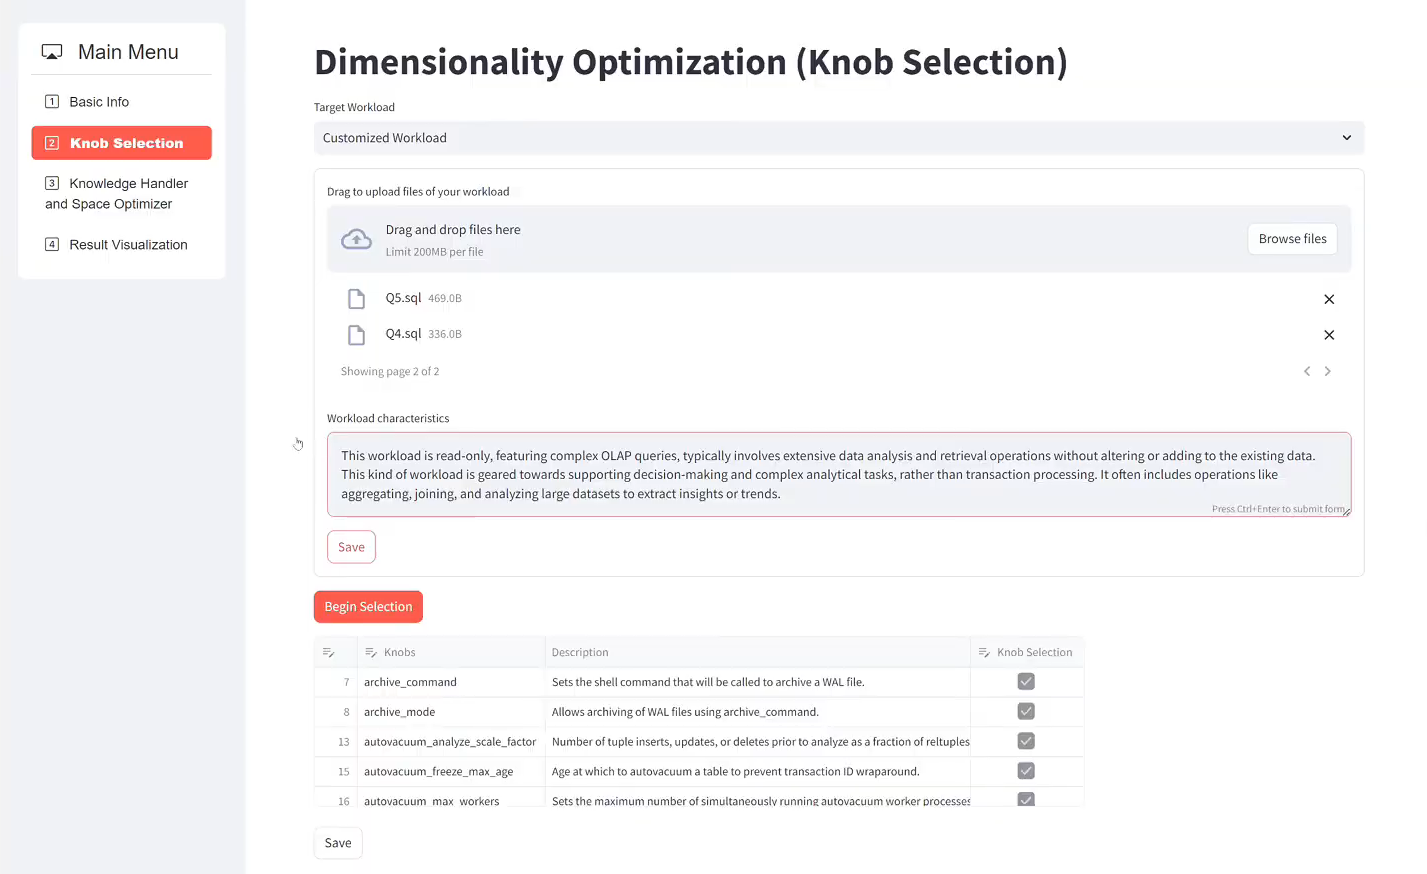 Main Menu
1 Basic Info
2 Knob Selection
3 Knowledge Handler
and Space Optimizer
4 Result Visualization
Dimensionality Optimization (Knob Selection)
Target Workload
Customized Workload
Drag to upload files of your workload
Drag and drop files here
Limit 200MB per file
Browse files
Q5.sql 469.0B
Q4.sql 336.0B
Showing page 2 of 2
Workload characteristics
This workload is read-only, featuring complex OLAP queries, typically involves extensive data analysis and retrieval operations without altering or adding to the existing data.
This kind of workload is geared towards supporting decision-making and complex analytical tasks, rather than transaction processing. It often includes operations like
aggregating, joining, and analyzing large datasets to extract insights or trends.
Press Ctrl+Enter to submit form
Save
Begin Selection
Knobs Description Knob Selection
7 archive_command Sets the shell command that will be called to archive a WAL file.
8 archive_mode Allows archiving of WAL files using archive_command.
13 autovacuum_analyze_scale_factor Number of tuple inserts, updates, or deletes prior to analyze as a fraction of reltuples
15 autovacuum_freeze_max_age Age at which to autovacuum a table to prevent transaction ID wraparound.
16 autovacuum_max_workers Sets the maximum number of simultaneously running autovacuum worker processes
Save